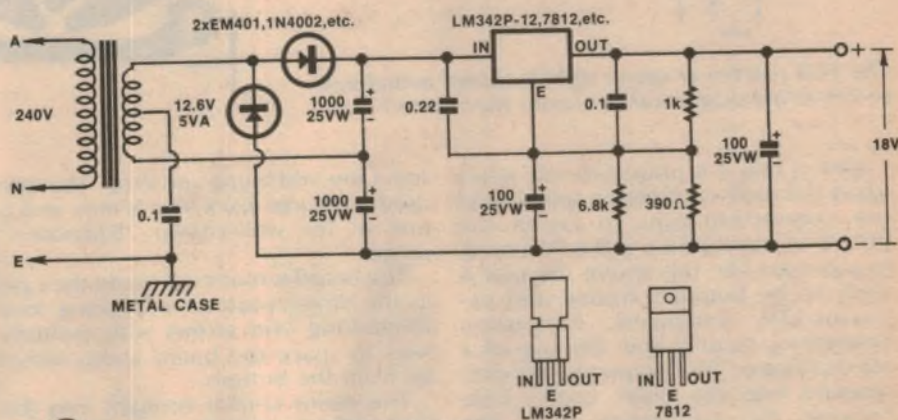 2xEM401,1N4002,etc.
LM342P-12,7812,etc.
A
IN
OUT
E
240V
12.6V
5VA
1000
25VW
+
−
0.22
0.1
1k
100
25VW
+
−
+
18V
N
0.1
1000
25VW
+
−
100
25VW
+
−
6.8k
390Ω
−
E
METAL CASE
IN
OUT
E
LM342P
IN
OUT
E
7812